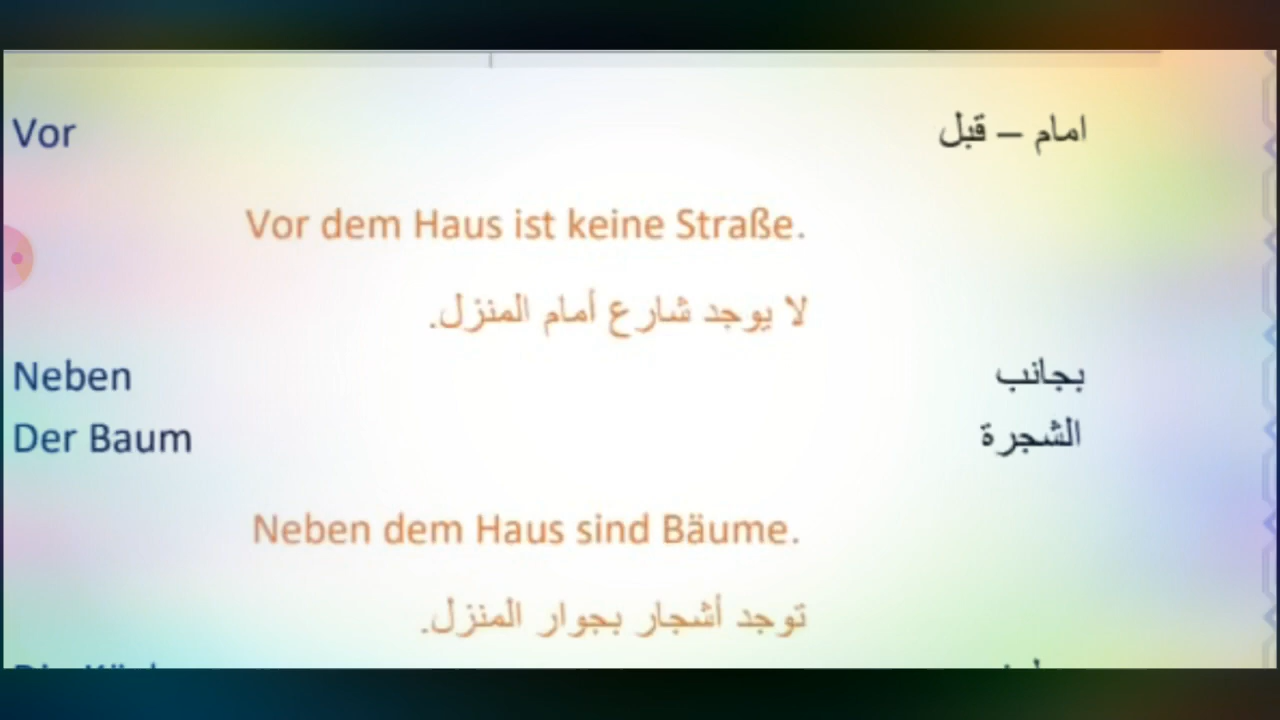 Vor امام – قبل
Vor dem Haus ist keine Straße.
لا يوجد شارع أمام المنزل.
Neben بجانب
Der Baum الشجرة
Neben dem Haus sind Bäume.
توجد أشجار بجوار المنزل.